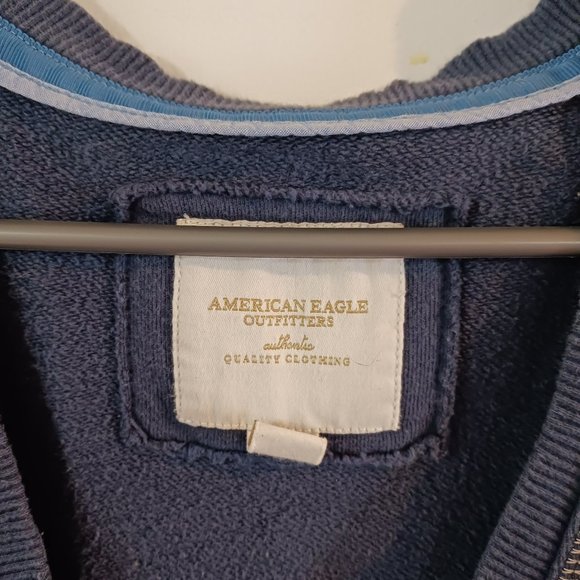 AMERICAN EAGLE
OUTFITTERS
authentic
QUALITY CLOTHING